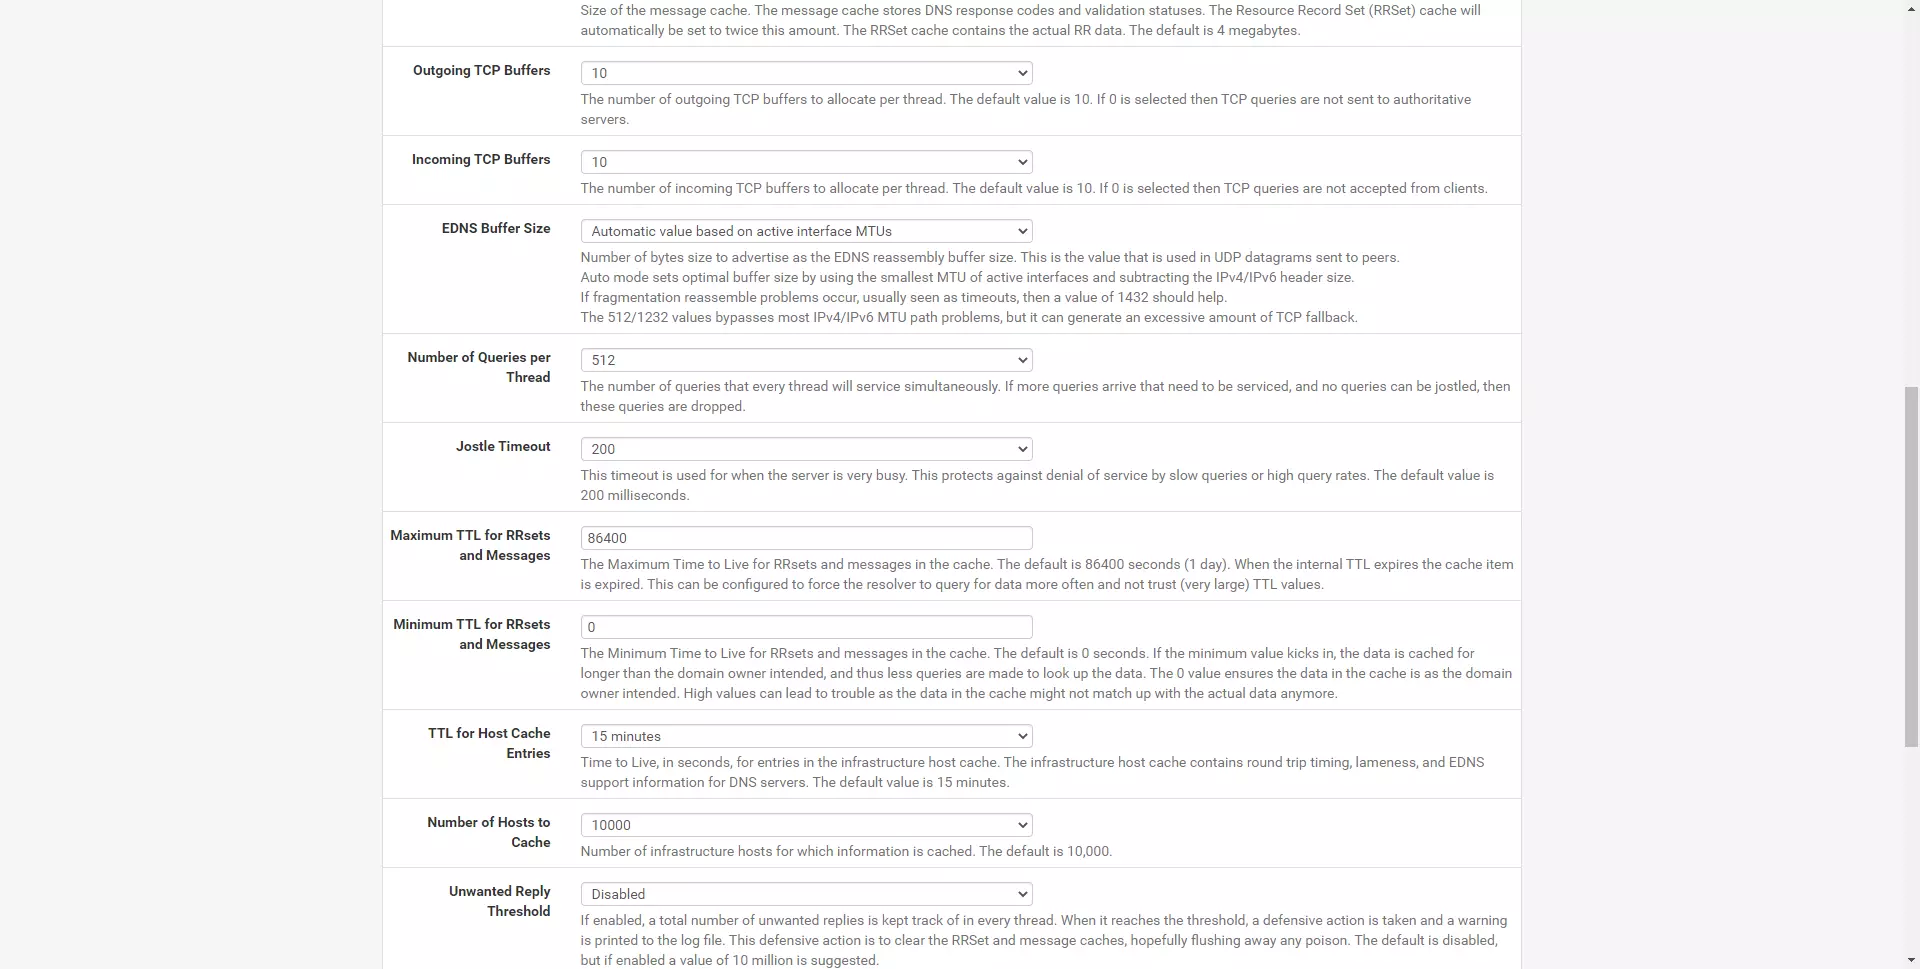 Size of the message cache. The message cache stores DNS response codes and validation statuses. The Resource Record Set (RRSet) cache will
automatically be set to twice this amount. The RRSet cache contains the actual RR data. The default is 4 megabytes.
Outgoing TCP Buffers
10
The number of outgoing TCP buffers to allocate per thread. The default value is 10. If 0 is selected then TCP queries are not sent to authoritative
servers.
Incoming TCP Buffers
10
The number of incoming TCP buffers to allocate per thread. The default value is 10. If 0 is selected then TCP queries are not accepted from clients.
EDNS Buffer Size
Automatic value based on active interface MTUs
Number of bytes size to advertise as the EDNS reassembly buffer size. This is the value that is used in UDP datagrams sent to peers.
Auto mode sets optimal buffer size by using the smallest MTU of active interfaces and subtracting the IPv4/IPv6 header size.
If fragmentation reassemble problems occur, usually seen as timeouts, then a value of 1432 should help.
The 512/1232 values bypasses most IPv4/IPv6 MTU path problems, but it can generate an excessive amount of TCP fallback.
Number of Queries per
Thread
512
The number of queries that every thread will service simultaneously. If more queries arrive that need to be serviced, and no queries can be jostled, then
these queries are dropped.
Jostle Timeout
200
This timeout is used for when the server is very busy. This protects against denial of service by slow queries or high query rates. The default value is
200 milliseconds.
Maximum TTL for RRsets
and Messages
86400
The Maximum Time to Live for RRsets and messages in the cache. The default is 86400 seconds (1 day). When the internal TTL expires the cache item
is expired. This can be configured to force the resolver to query for data more often and not trust (very large) TTL values.
Minimum TTL for RRsets
and Messages
0
The Minimum Time to Live for RRsets and messages in the cache. The default is 0 seconds. If the minimum value kicks in, the data is cached for
longer than the domain owner intended, and thus less queries are made to look up the data. The 0 value ensures the data in the cache is as the domain
owner intended. High values can lead to trouble as the data in the cache might not match up with the actual data anymore.
TTL for Host Cache
Entries
15 minutes
Time to Live, in seconds, for entries in the infrastructure host cache. The infrastructure host cache contains round trip timing, lameness, and EDNS
support information for DNS servers. The default value is 15 minutes.
Number of Hosts to
Cache
10000
Number of infrastructure hosts for which information is cached. The default is 10,000.
Unwanted Reply
Threshold
Disabled
If enabled, a total number of unwanted replies is kept track of in every thread. When it reaches the threshold, a defensive action is taken and a warning
is printed to the log file. This defensive action is to clear the RRSet and message caches, hopefully flushing away any poison. The default is disabled,
but if enabled a value of 10 million is suggested.